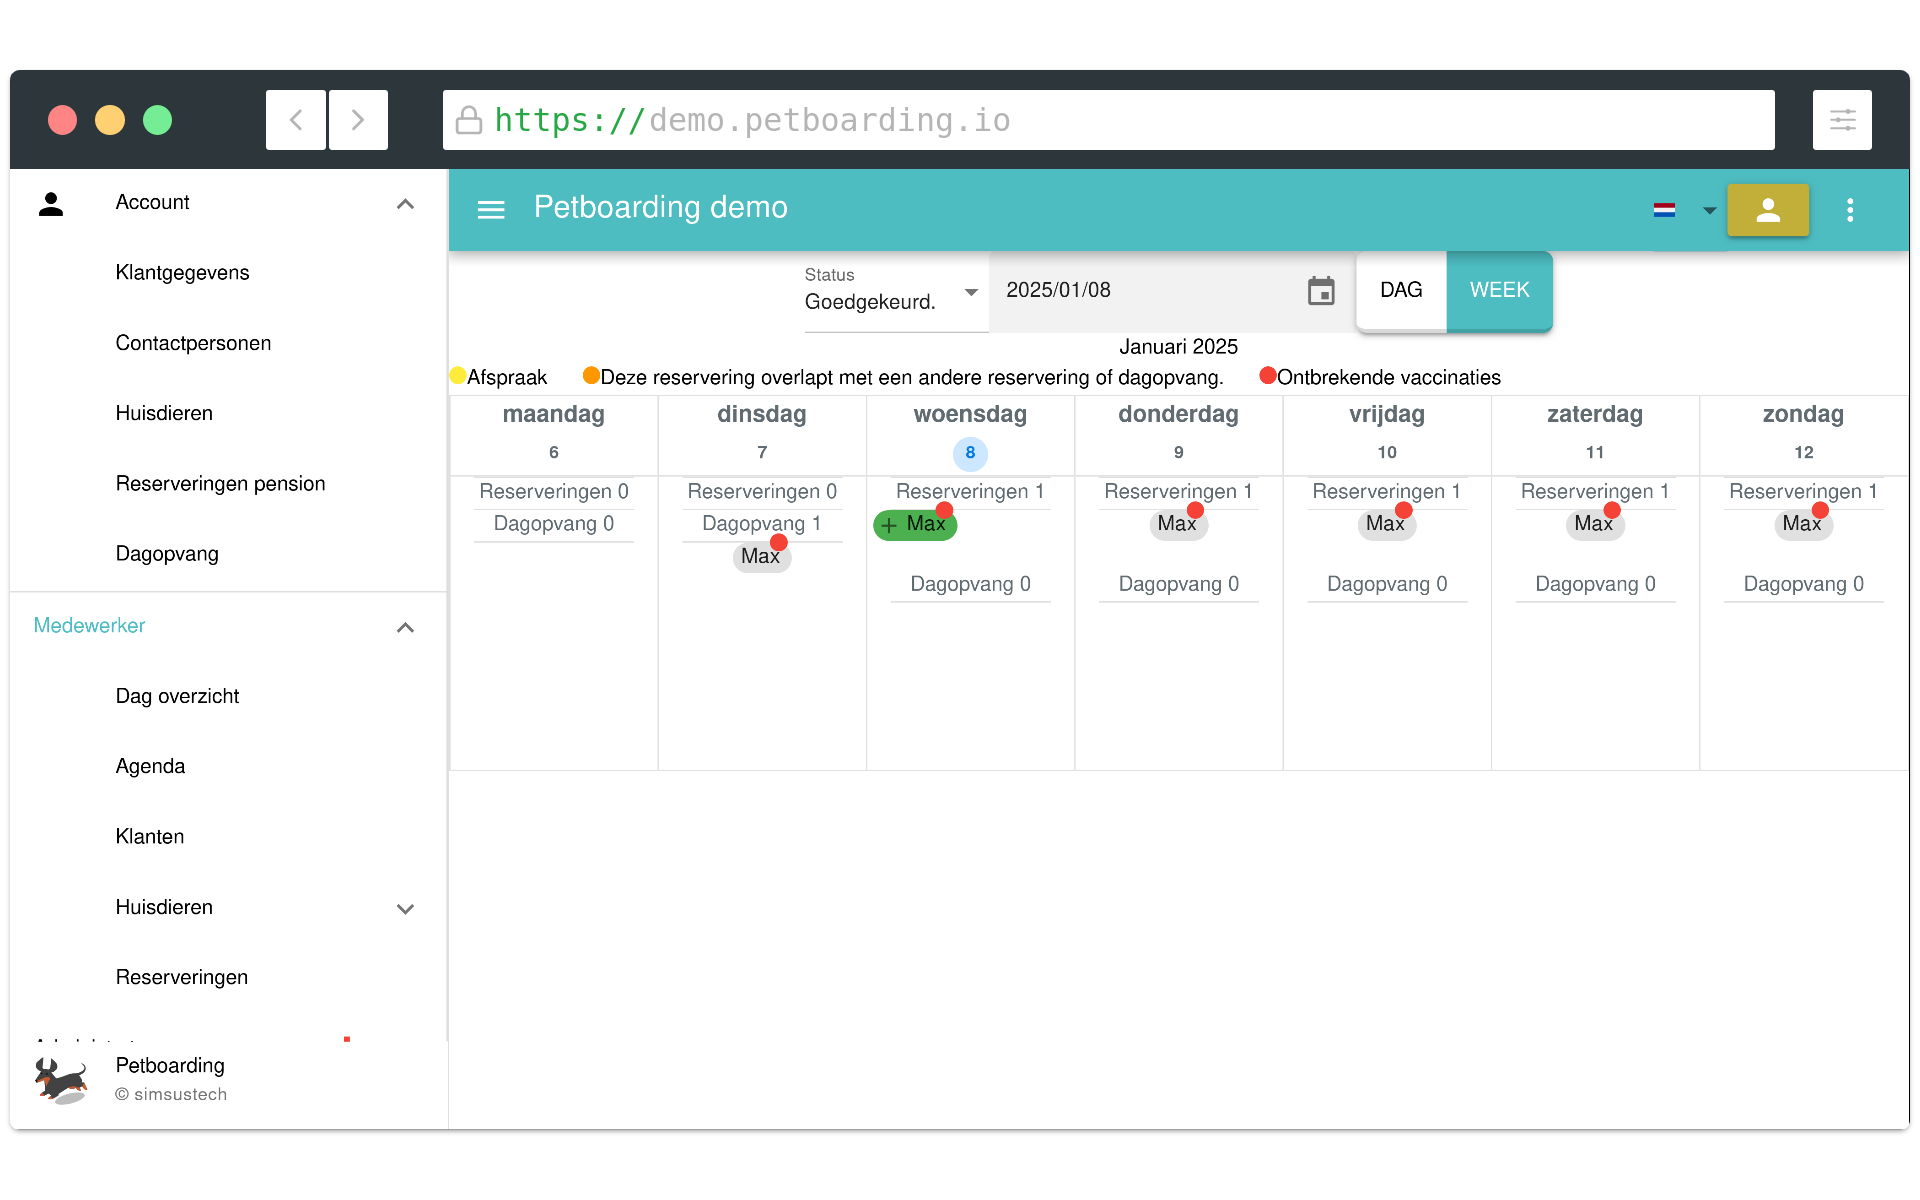 https://demo.petboarding.io
Account
Klantgegevens
Contactpersonen
Huisdieren
Reserveringen pension
Dagopvang
Medewerker
Dag overzicht
Agenda
Klanten
Huisdieren
Reserveringen
Petboarding
© simsustech
Petboarding demo
Status
Goedgekeurd.
2025/01/08
DAG
WEEK
Januari 2025
Afspraak
Deze reservering overlapt met een andere reservering of dagopvang.
Ontbrekende vaccinaties
maandag
6
Reserveringen 0
Dagopvang 0
dinsdag
7
Reserveringen 0
Dagopvang 1
Max
woensdag
8
Reserveringen 1
+ Max
Dagopvang 0
donderdag
9
Reserveringen 1
Max
Dagopvang 0
vrijdag
10
Reserveringen 1
Max
Dagopvang 0
zaterdag
11
Reserveringen 1
Max
Dagopvang 0
zondag
12
Reserveringen 1
Max
Dagopvang 0